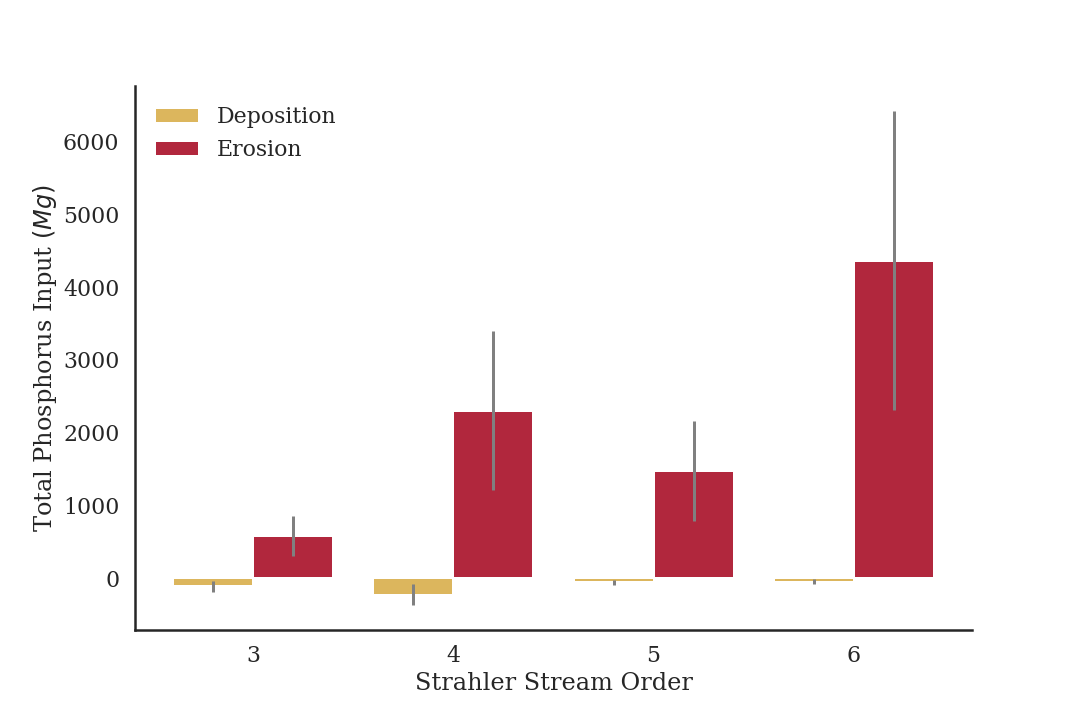 Deposition
Erosion
6000
5000
4000
3000
2000
1000
0
Total Phosphorus Input (Mg)
3 4 5 6
Strahler Stream Order